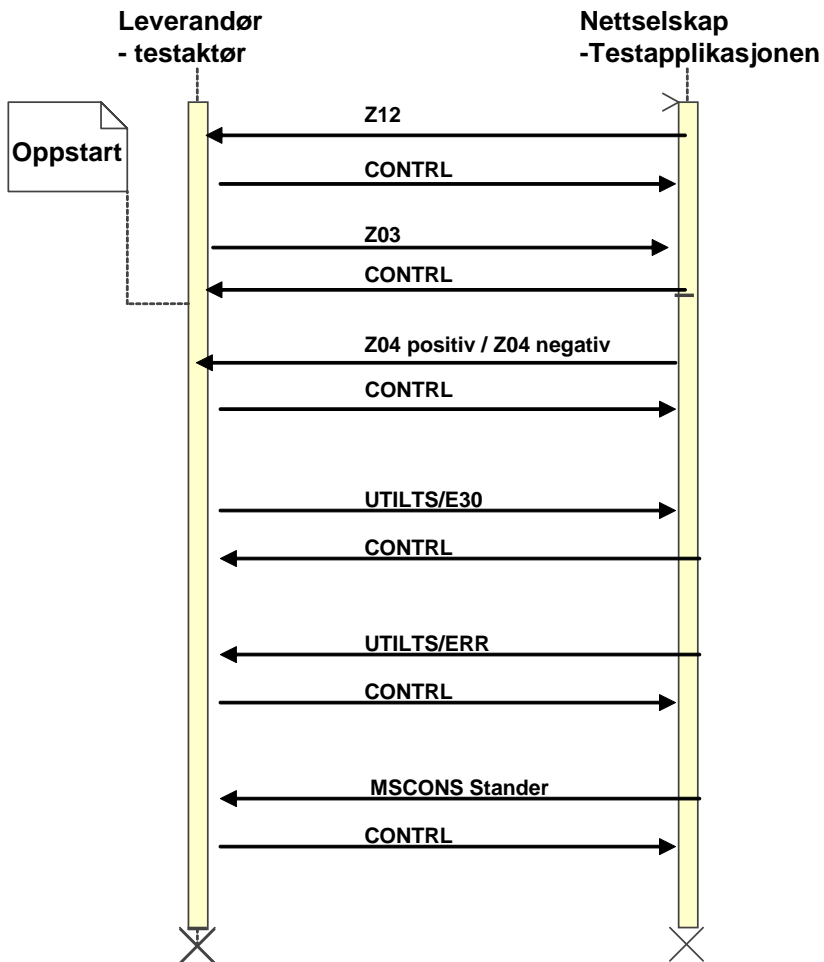 Leverandør
- testaktør
Nettselskap
-Testapplikasjonen
Oppstart
Z12
CONTRL
Z03
CONTRL
Z04 positiv / Z04 negativ
CONTRL
UTILTS/E30
CONTRL
UTILTS/ERR
CONTRL
MSCONS Stander
CONTRL